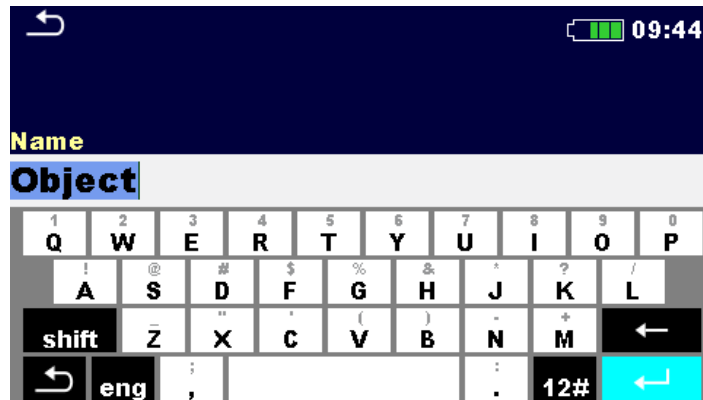 09:44
Name
Object
1 2 3 4 5 6 7 8 9 0
Q W E R T Y U I O P
! @ # $ % & * ? /
A S D F G H J K L
_ " ' ( ) - +
shift Z X C V B N M
; :
eng , . 12#